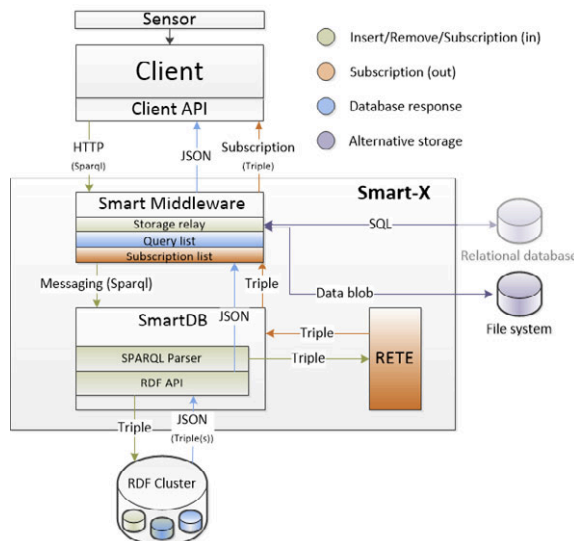 Sensor
Client
Client API
Insert/Remove/Subscription (in)
Subscription (out)
Database response
Alternative storage
HTTP
(Sparql)
JSON
Subscription
(Triple)
Smart-X
Smart Middleware
Storage relay
Query list
Subscription list
SQL
Relational database
Data blob
File system
Messaging (Sparql)
JSON
Triple
SmartDB
SPARQL Parser
RDF API
Triple
Triple
RETE
Triple
JSON
(Triple(s))
RDF Cluster